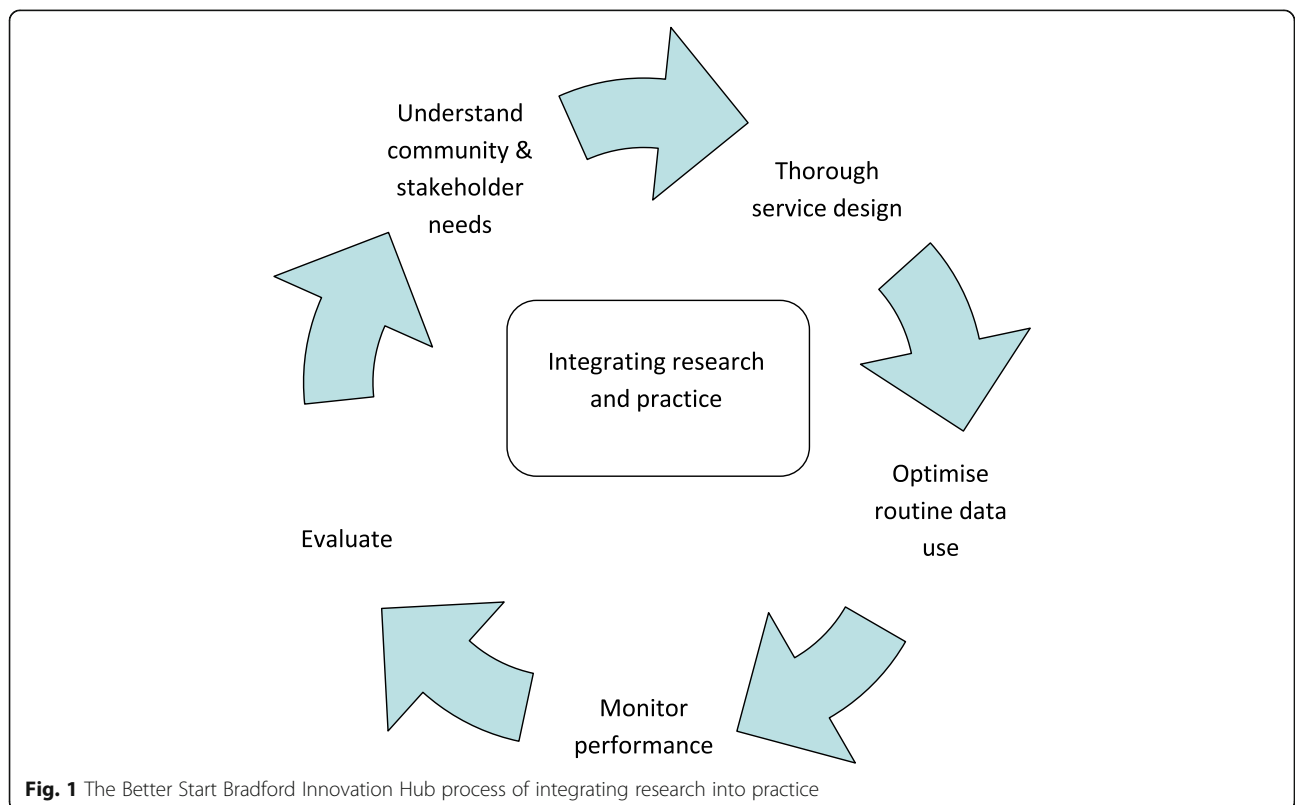 Understand
community &
stakeholder
needs
Thorough
service design
Integrating research
and practice
Optimise
routine data
use
Evaluate
Monitor
performance
Fig. 1 The Better Start Bradford Innovation Hub process of integrating research into practice